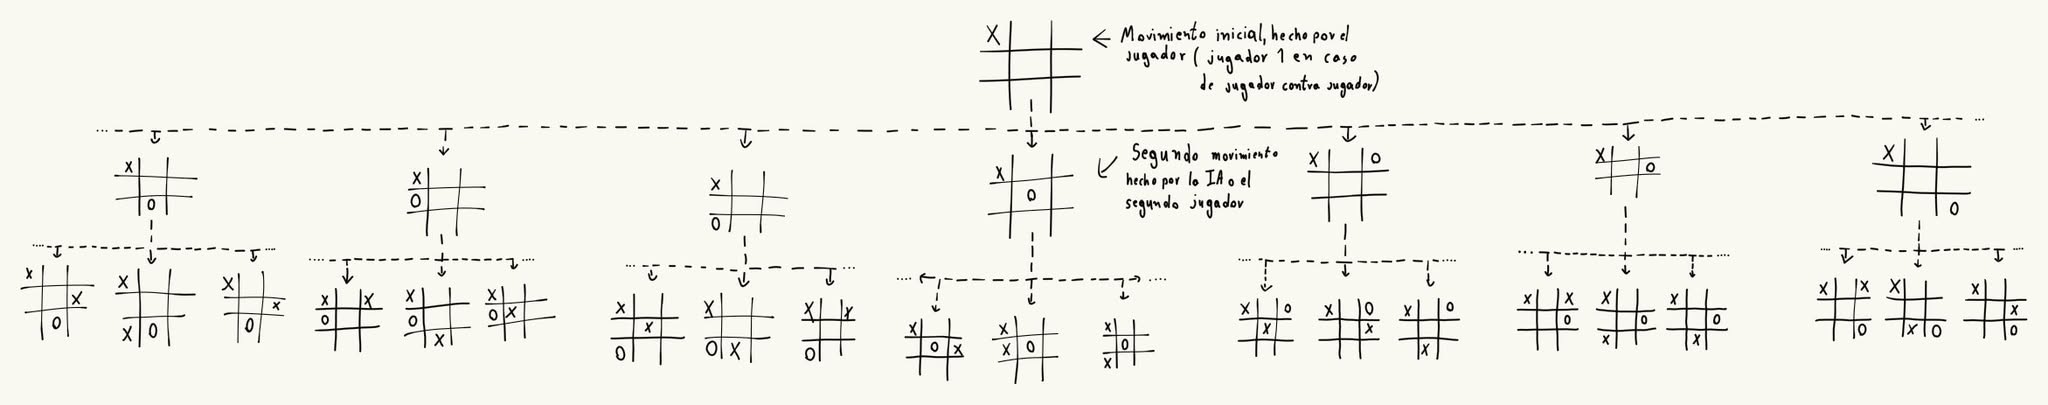 X
← Movimiento inicial, hecho por el
jugador ( jugador 1 en caso
de jugador contra jugador)
... ...
X
O
X
O
X
O
X
O
Segundo movimiento
hecho por la IA o el
segundo jugador
X O
X
O
X
O
.... .... .... .... .... ... .... .... .... .... .... ....
X
X
O
X
X O
X
X
O
X X
O
X
O
X
X
O X
X
X
O
X
O X
X X
O
X
O X
X
X O
X
O
X
X O
X
X O
X
X O
X
X X
O
X
O
X
X
O
X
X X
O
X
X O
X
X
O